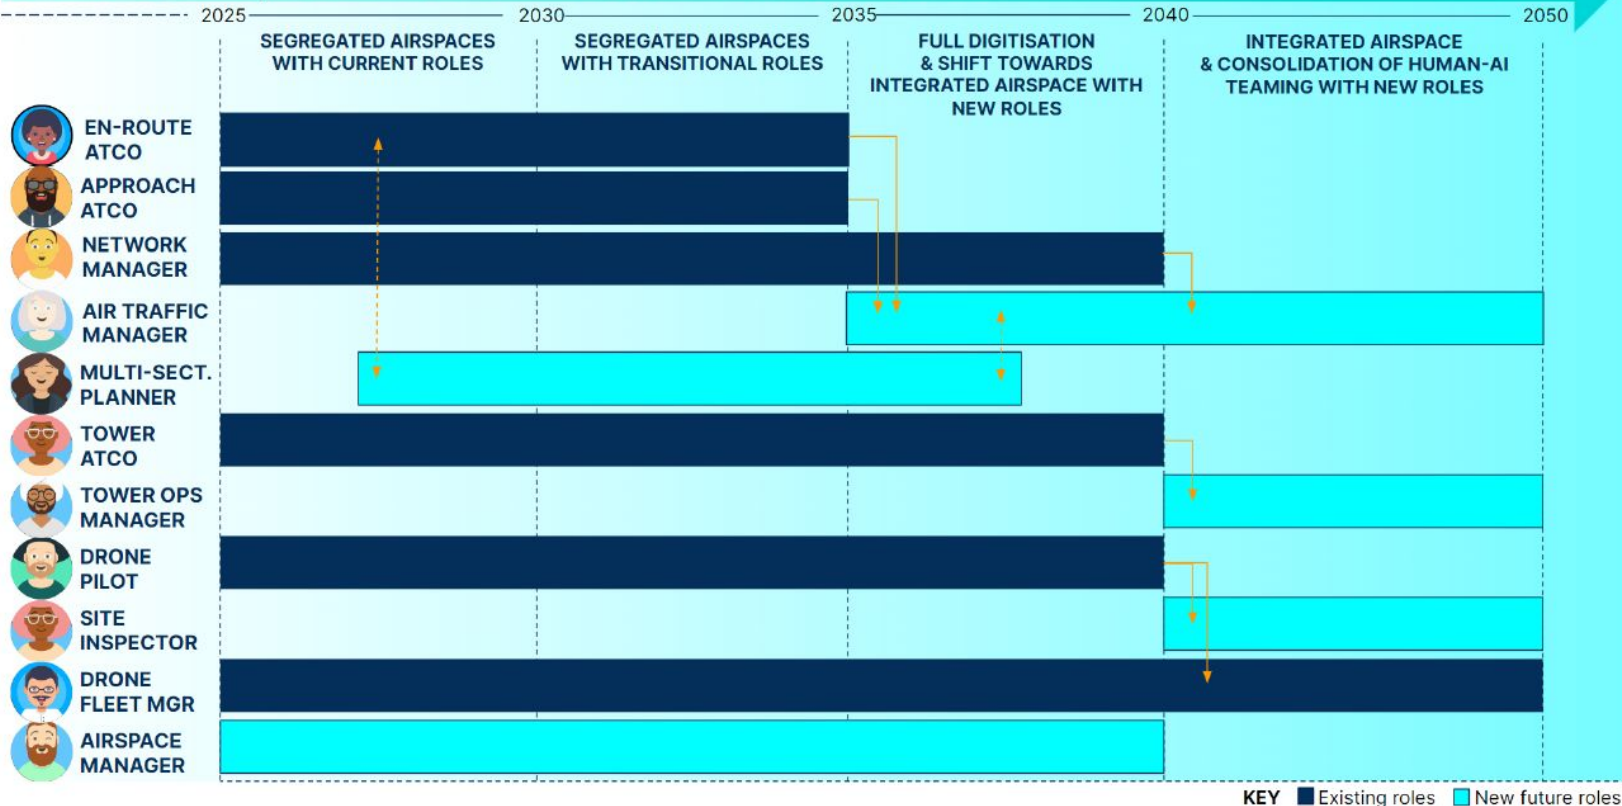 2025 2030 2035 2040 2050
SEGREGATED AIRSPACES
WITH CURRENT ROLES
SEGREGATED AIRSPACES
WITH TRANSITIONAL ROLES
FULL DIGITISATION
& SHIFT TOWARDS
INTEGRATED AIRSPACE WITH
NEW ROLES
INTEGRATED AIRSPACE
& CONSOLIDATION OF HUMAN-AI
TEAMING WITH NEW ROLES
EN-ROUTE
ATCO
APPROACH
ATCO
NETWORK
MANAGER
AIR TRAFFIC
MANAGER
MULTI-SECT.
PLANNER
TOWER
ATCO
TOWER OPS
MANAGER
DRONE
PILOT
SITE
INSPECTOR
DRONE
FLEET MGR
AIRSPACE
MANAGER
KEY Existing roles New future roles